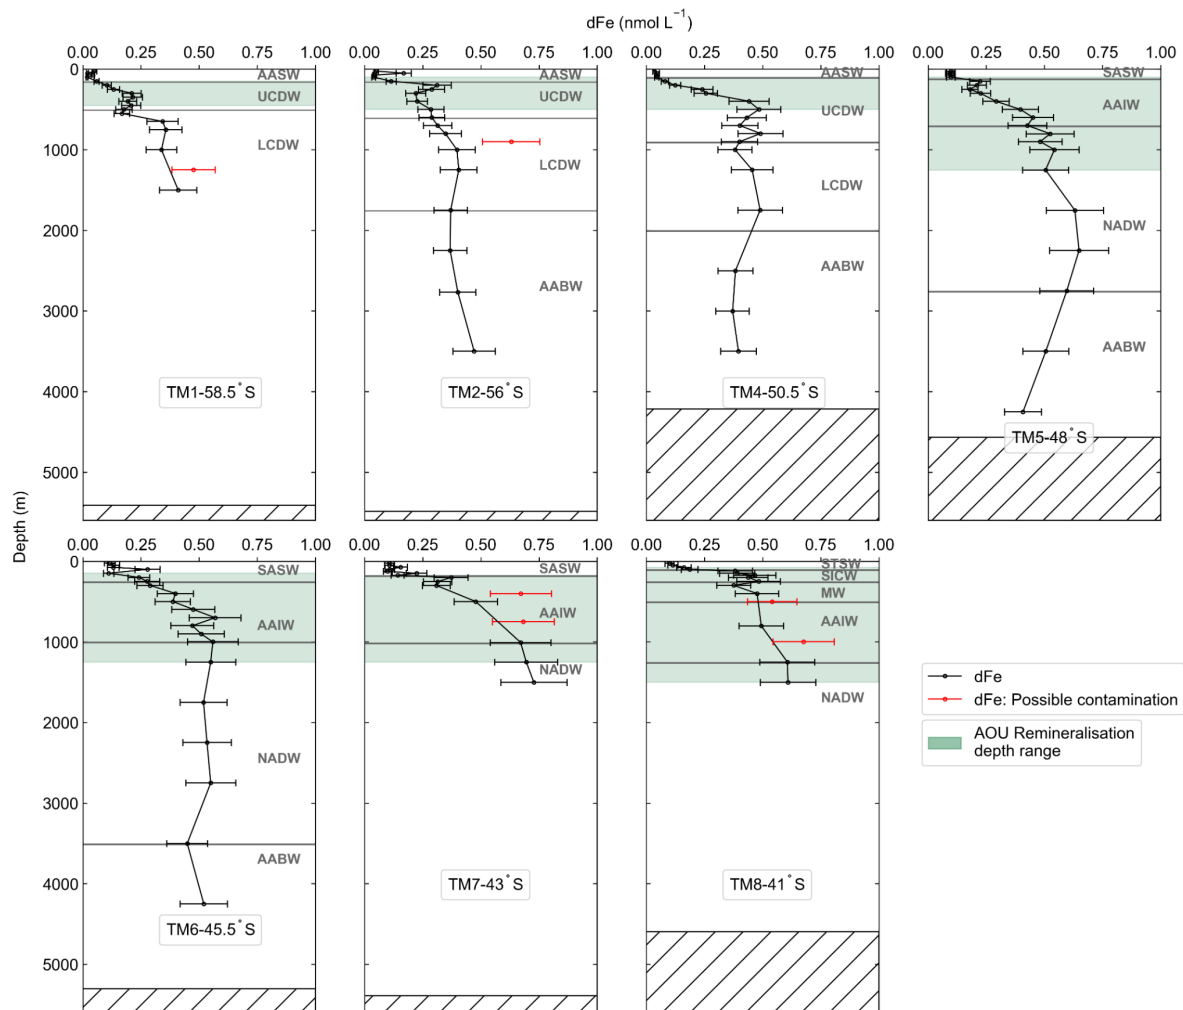 dFe (nmol L⁻¹)
0.00 0.25 0.50 0.75 1.00 0.00 0.25 0.50 0.75 1.00 0.00 0.25 0.50 0.75 1.00 0.00 0.25 0.50 0.75 1.00
0
1000
2000
3000
4000
5000
AASW
UCDW
LCDW
TM1-58.5°S
AASW
UCDW
LCDW
AABW
TM2-56°S
AASW
UCDW
LCDW
AABW
TM4-50.5°S
SASW
AAIW
NADW
AABW
TM5-48°S
Depth (m)
0.00 0.25 0.50 0.75 1.00 0.00 0.25 0.50 0.75 1.00 0.00 0.25 0.50 0.75 1.00
0
1000
2000
3000
4000
5000
SASW
AAIW
NADW
AABW
TM6-45.5°S
SASW
AAIW
NADW
TM7-43°S
STSW
SICW
MW
AAIW
NADW
TM8-41°S
dFe
dFe: Possible contamination
AOU Remineralisation
depth range